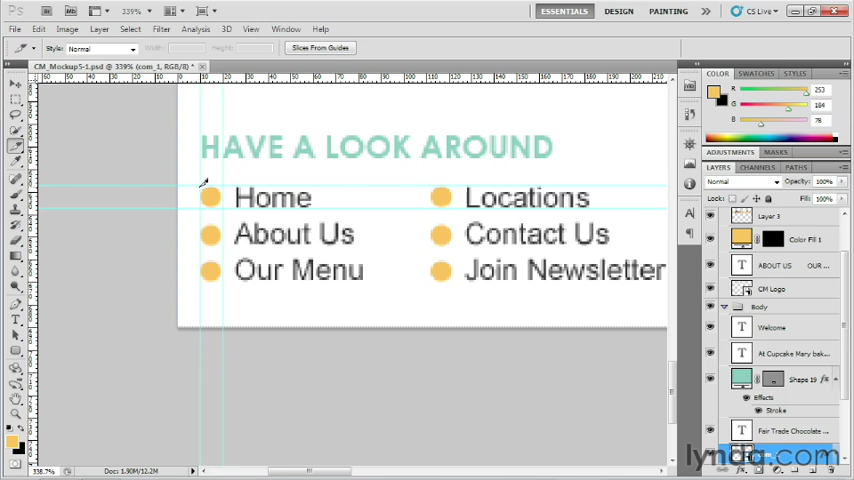 Ps Mb 339% ESSENTIALS DESIGN PAINTING CS Live
File Edit Image Layer Select Filter Analysis 3D View Window Help
Style: Normal Width: Height: Slices From Guides
CM_Mockup5-1.psd @ 339% (com_1, RGB/8) *
HAVE A LOOK AROUND
Home Locations
About Us Contact Us
Our Menu Join Newsletter
338.7% Doc: 1.90M/12.2M
COLOR SWATCHES STYLES
R 253
G 184
B 78
ADJUSTMENTS MASKS
LAYERS CHANNELS PATHS
Normal Opacity: 100%
Lock: Fill: 100%
Layer 3
Color Fill 1
ABOUT US OUR ...
CM Logo
Body
Welcome
At Cupcake Mary bak...
Shape 19 fx
Effects
Stroke
Fair Trade Chocolate ...
lynda.com